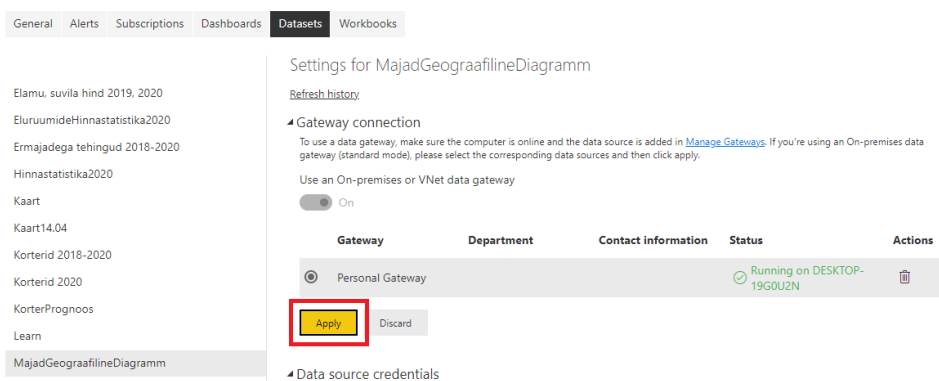 General Alerts Subscriptions Dashboards Datasets Workbooks
Settings for MajadGeograafilineDiagramm
Refresh history
Elamu, suvila hind 2019, 2020
EluruumideHinnastatistika2020
Ermajadega tehingud 2018-2020
Hinnastatistika2020
Kaart
Kaart14.04
Korterid 2018-2020
Korterid 2020
KorterPrognoos
Learn
MajadGeograafilineDiagramm
Gateway connection
To use a data gateway, make sure the computer is online and the data source is added in Manage Gateways. If you're using an On-premises data
gateway (standard mode), please select the corresponding data sources and then click apply.
Use an On-premises or VNet data gateway
On
Gateway Department Contact information Status Actions
Personal Gateway Running on DESKTOP-
19G0U2N
Apply Discard
Data source credentials